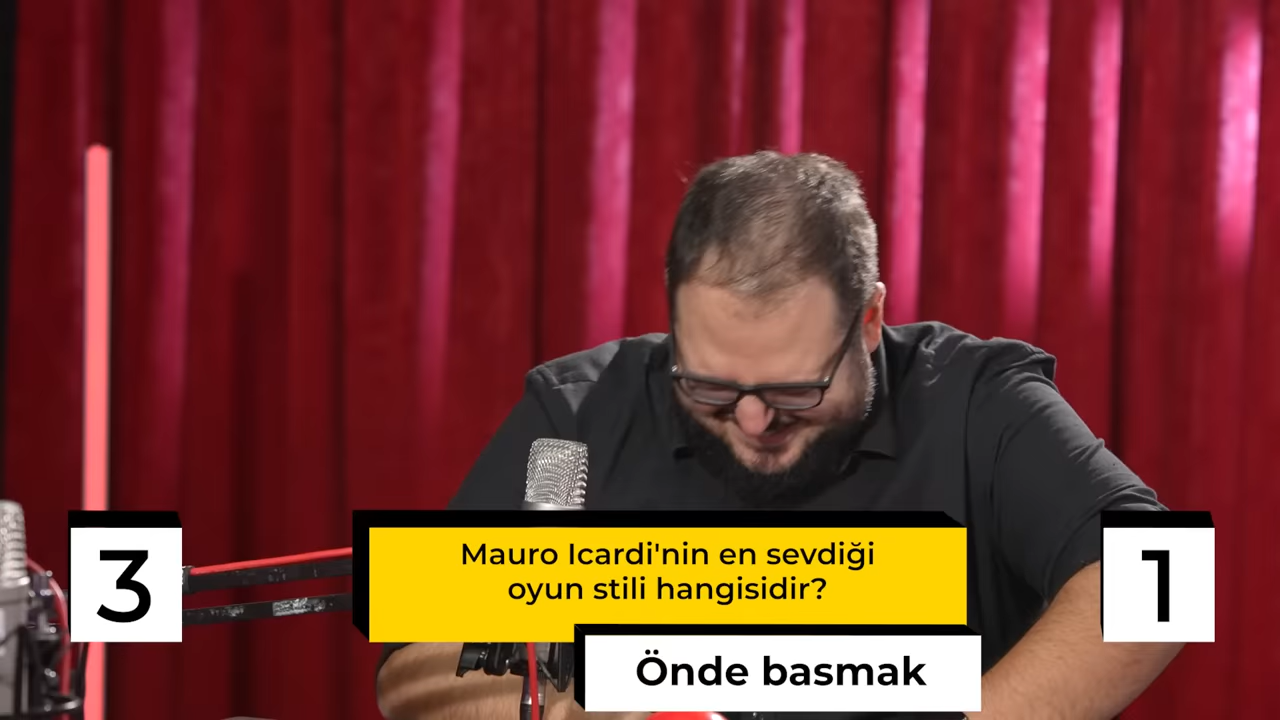 3
Mauro Icardi'nin en sevdiği
oyun stili hangisidir?
1
Önde basmak